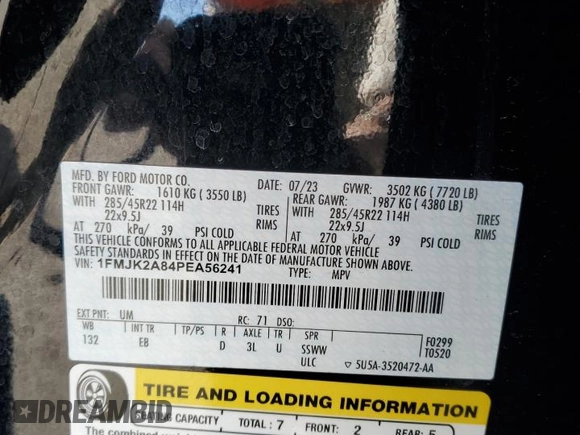 MFD. BY FORD MOTOR CO.
DATE: 07/23 GVWR: 3502 KG ( 7720 LB)
FRONT GAWR: 1610 KG ( 3550 LB) REAR GAWR: 1987 KG ( 4380 LB)
WITH 285/45R22 114H TIRES WITH 285/45R22 114H TIRES
22x9.5J RIMS 22x9.5J RIMS
AT 270 kPa/ 39 PSI COLD AT 270 kPa/ 39 PSI COLD
THIS VEHICLE CONFORMS TO ALL APPLICABLE FEDERAL MOTOR VEHICLE
SAFETY STANDARDS IN EFFECT ON THE DATE OF MANUFACTURE SHOWN ABOVE.
VIN: 1FMJK2A84PEA56241 TYPE: MPV
EXT PNT: UM RC: 71 DSO:
WB INT TR TP/PS R AXLE TR SPR F0299
132 EB D 3L U SSWW T0520
ULC 5U5A-3520472-AA
TIRE AND LOADING INFORMATION
SEATING CAPACITY TOTAL : 7 FRONT: 2 REAR: 5
The combined
DREAMBID